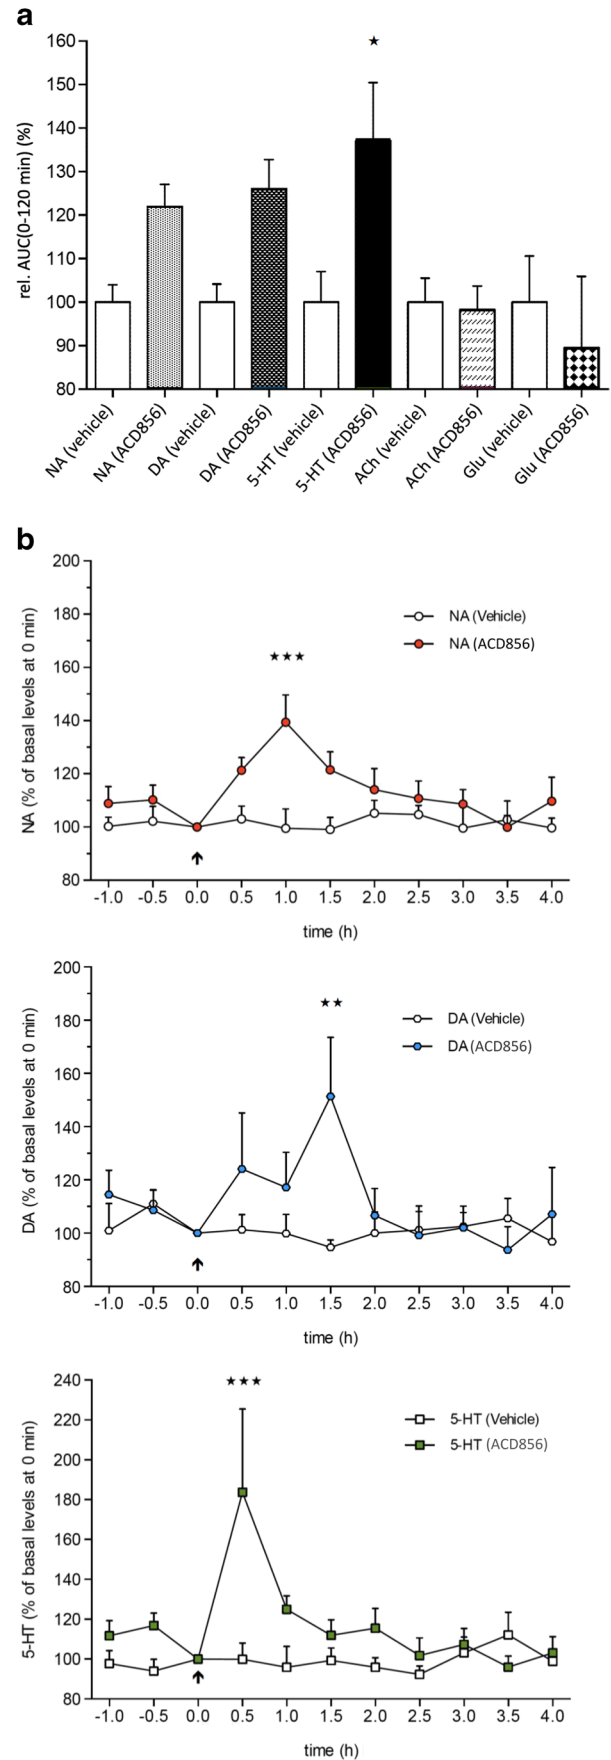 a
160
150
140
130
120
110
100
90
80
rel. AUC(0-120 min) (%)
★
NA (vehicle)
NA (ACD856)
DA (vehicle)
DA (ACD856)
5-HT (vehicle)
5-HT (ACD856)
ACh (vehicle)
ACh (ACD856)
Glu (vehicle)
Glu (ACD856)
b
200
180
160
140
120
100
80
NA (% of basal levels at 0 min)
NA (Vehicle)
NA (ACD856)
★★★
-1.0 -0.5 0.0 0.5 1.0 1.5 2.0 2.5 3.0 3.5 4.0
time (h)
200
180
160
140
120
100
80
DA (% of basal levels at 0 min)
★★
DA (Vehicle)
DA (ACD856)
-1.0 -0.5 0.0 0.5 1.0 1.5 2.0 2.5 3.0 3.5 4.0
time (h)
240
220
200
180
160
140
120
100
80
5-HT (% of basal levels at 0 min)
★★★
5-HT (Vehicle)
5-HT (ACD856)
-1.0 -0.5 0.0 0.5 1.0 1.5 2.0 2.5 3.0 3.5 4.0
time (h)